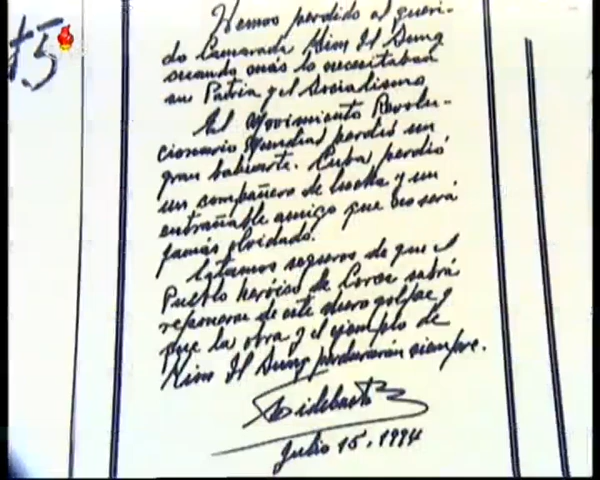 Hemos perdido al queri-
do Camarada Kim Il Sung
cuando más lo necesitaban
su Patria y el Socialismo
El Movimiento Revolu-
cionario Mundial perdió un
gran baluarte. Cuba perdió
un compañero de lucha y un
entrañable amigo que no será
jamás olvidado.
Estamos seguros de que el
Pueblo heróico de Corea sabrá
reponerse de este duro golpe y
que la obra y el ejemplo de
Kim Il Sung perdurarán siempre.
Fidel Castro
Julio 15, 1994